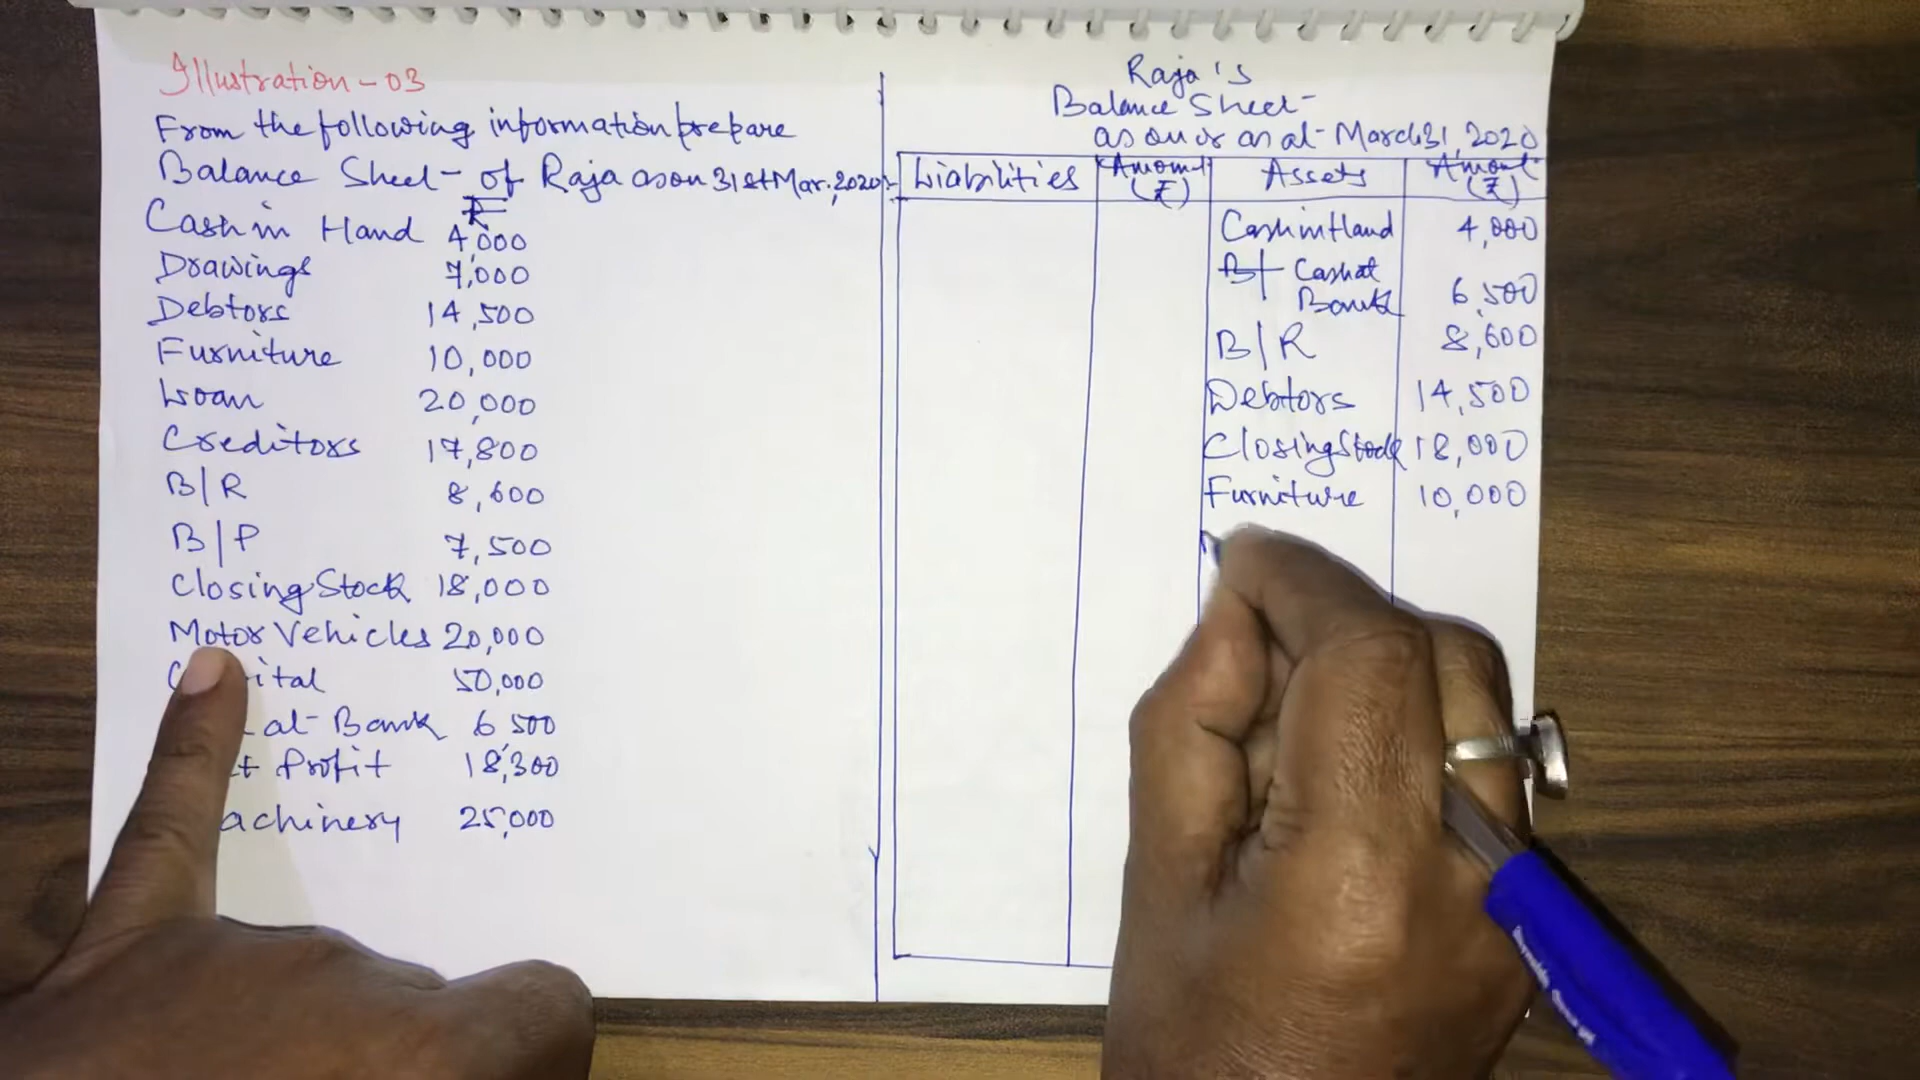 Illustration - 03
From the following information prepare
Balance Sheet of Raja as on 31st Mar., 2020:-
₹
Cash in Hand 4,000
Drawings 7,000
Debtors 14,500
Furniture 10,000
Loan 20,000
Creditors 17,800
B/R 8,600
B/P 7,500
Closing Stock 18,000
Motor Vehicles 20,000
ital 50,000
at Bank 6,500
t Profit 18,300
achinery 25,000
Raja's
Balance Sheet
as on or as at March 31, 2020
Liabilities Amount (₹) Assets Amount (₹)
Cash in Hand 4,000
Cash at
Bank 6,500
B/R 8,600
Debtors 14,500
Closing Stock 18,000
Furniture 10,000